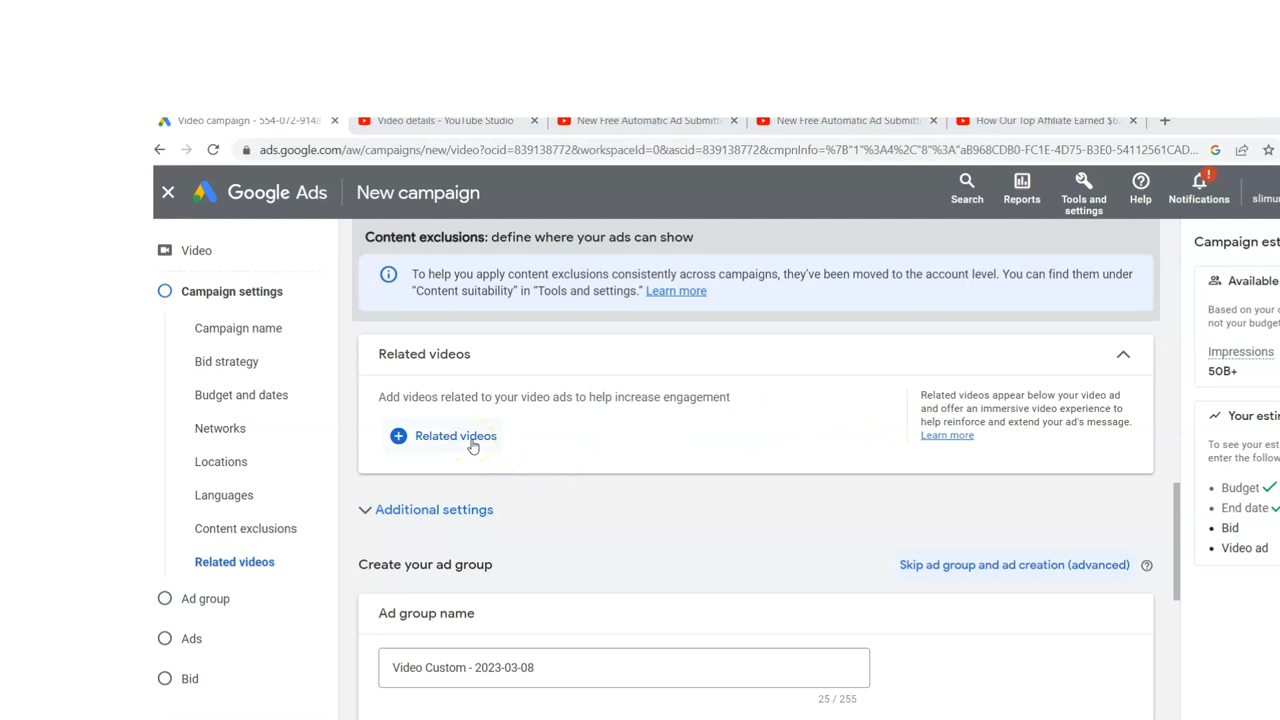 Video campaign - 554-072-9148
Video details - YouTube Studio
New Free Automatic Ad Submitt
New Free Automatic Ad Submitt
How Our Top Affiliate Earned $6,
ads.google.com/aw/campaigns/new/video?ocid=839138772&workspaceId=0&ascid=839138772&cmpnInfo=%7B"1"%3A4%2C"8"%3A"aB968CDB0-FC1E-4D75-B3E0-54112561CAD...
Google Ads
New campaign
Search
Reports
Tools and
settings
Help
!
Notifications
slimu
Video
Campaign settings
Campaign name
Bid strategy
Budget and dates
Networks
Locations
Languages
Content exclusions
Related videos
Ad group
Ads
Bid
Content exclusions: define where your ads can show
To help you apply content exclusions consistently across campaigns, they've been moved to the account level. You can find them under
“Content suitability” in “Tools and settings.” Learn more
Related videos
Add videos related to your video ads to help increase engagement
Related videos
Related videos appear below your video ad
and offer an immersive video experience to
help reinforce and extend your ad's message.
Learn more
Additional settings
Create your ad group
Skip ad group and ad creation (advanced)
Ad group name
Video Custom - 2023-03-08
25 / 255
Campaign est
Available
Based on your c
not your budget
Impressions
50B+
Your estin
To see your est
enter the follow
• Budget
• End date
• Bid
• Video ad